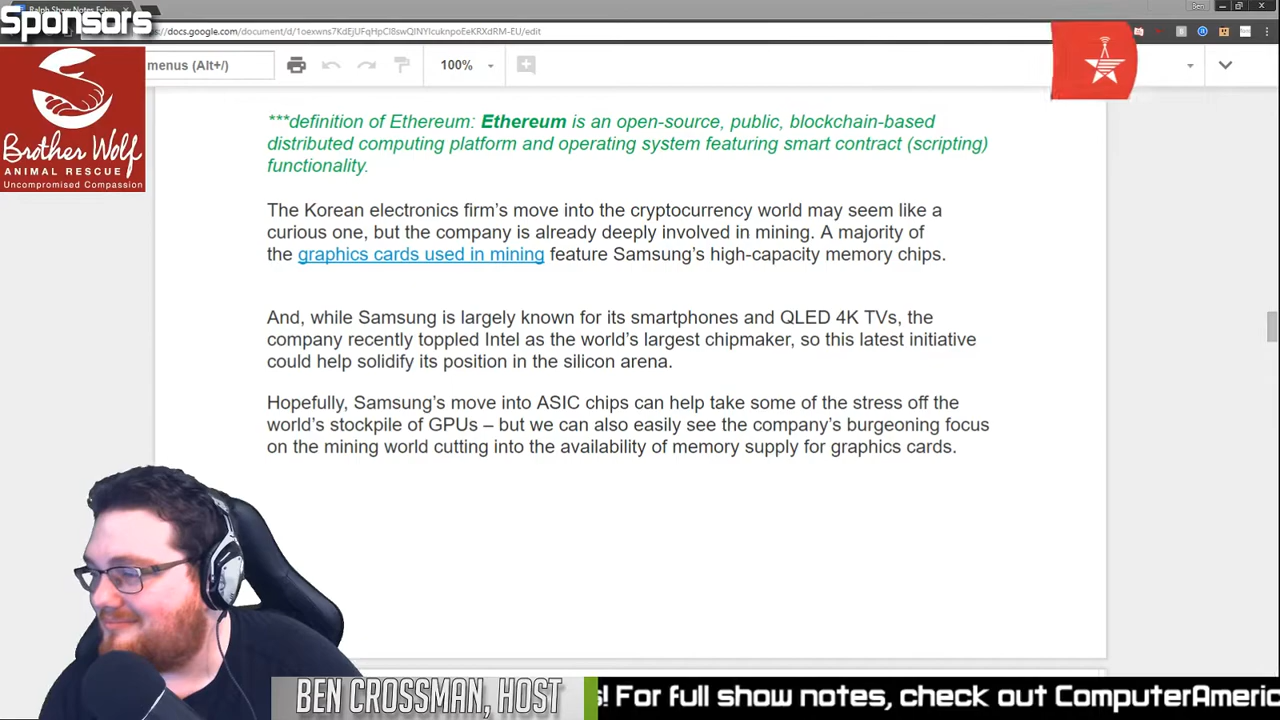 Ralph Show Notes Feb
Ben
Sponsors
docs.google.com/document/d/
/edit
menus (Alt+/)
100%
Brother Wolf
ANIMAL RESCUE
Uncompromised Compassion
***definition of Ethereum: Ethereum is an open-source, public, blockchain-based
distributed computing platform and operating system featuring smart contract (scripting)
functionality.
The Korean electronics firm’s move into the cryptocurrency world may seem like a
curious one, but the company is already deeply involved in mining. A majority of
the graphics cards used in mining feature Samsung’s high-capacity memory chips.
And, while Samsung is largely known for its smartphones and QLED 4K TVs, the
company recently toppled Intel as the world’s largest chipmaker, so this latest initiative
could help solidify its position in the silicon arena.
Hopefully, Samsung’s move into ASIC chips can help take some of the stress off the
world’s stockpile of GPUs – but we can also easily see the company’s burgeoning focus
on the mining world cutting into the availability of memory supply for graphics cards.
BEN CROSSMAN, HOST
s! For full show notes, check out ComputerAmeric